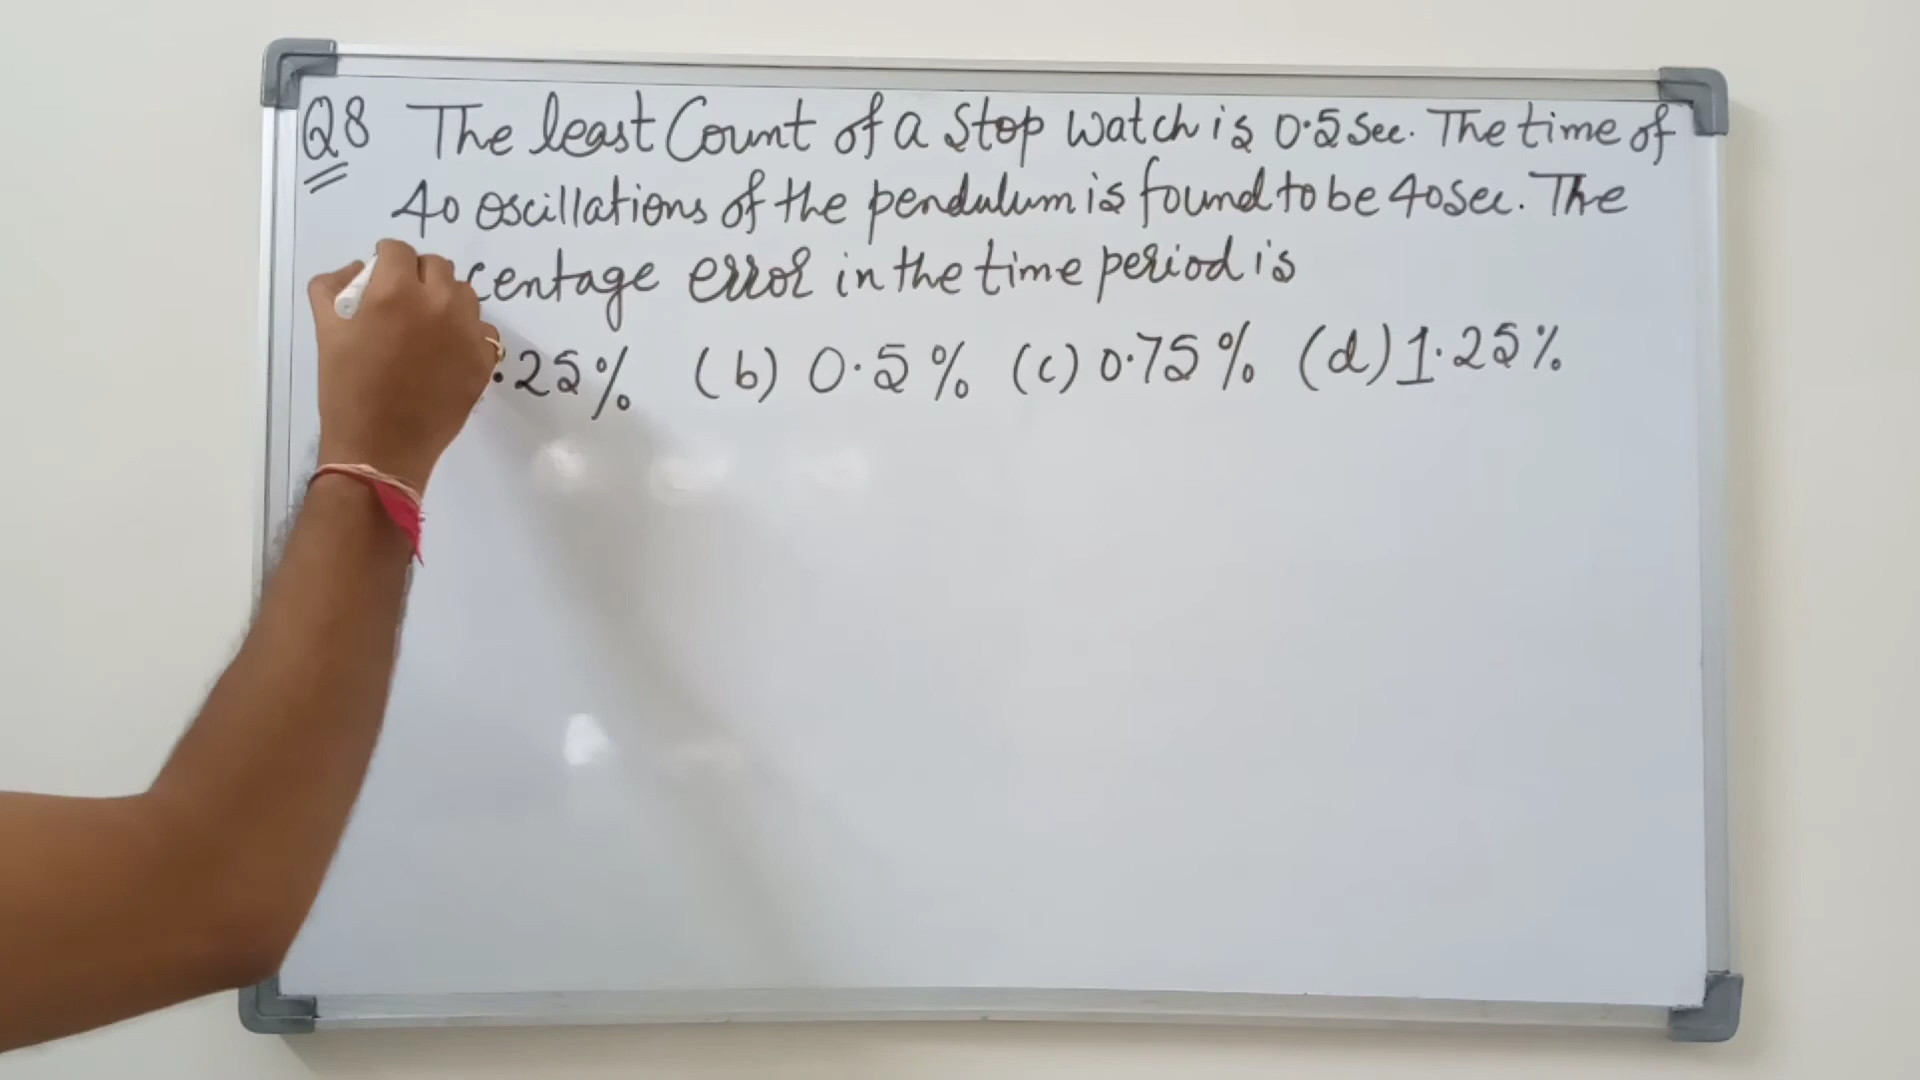 Q8 The least Count of a Stop Watch is 0.5 Sec. The time of
40 oscillations of the pendulum is found to be 40 Sec. The
centage error in the time period is
.25% (b) 0.5% (c) 0.75% (d) 1.25%